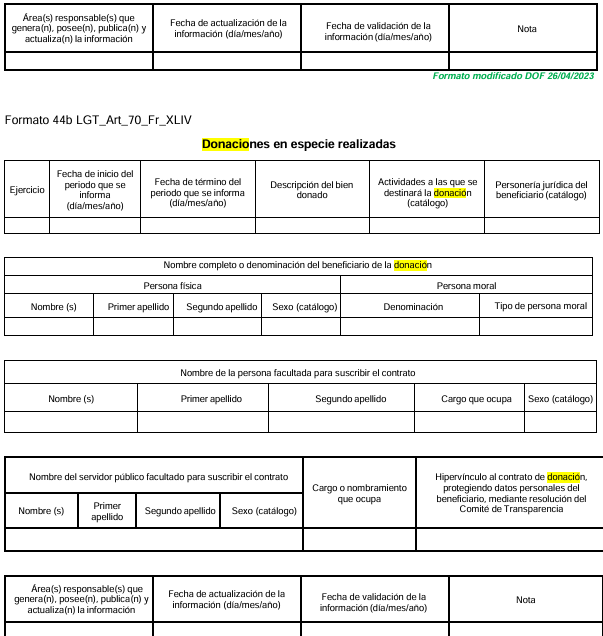 Área(s) responsable(s) que
genera(n), posee(n), publica(n) y
actualiza(n) la información
Fecha de actualización de la
información (día/mes/año)
Fecha de validación de la
información (día/mes/año)
Nota
Formato modificado DOF 26/04/2023
Formato 44b LGT_Art_70_Fr_XLIV
Donaciones en especie realizadas
Ejercicio
Fecha de inicio del
periodo que se
informa
(día/mes/año)
Fecha de término del
periodo que se informa
(día/mes/año)
Descripción del bien
donado
Actividades a las que se
destinará la donación
(catálogo)
Personería jurídica del
beneficiario (catálogo)
Nombre completo o denominación del beneficiario de la donación
Persona física
Persona moral
Nombre (s)
Primer apellido
Segundo apellido
Sexo (catálogo)
Denominación
Tipo de persona moral
Nombre de la persona facultada para suscribir el contrato
Nombre (s)
Primer apellido
Segundo apellido
Cargo que ocupa
Sexo (catálogo)
Nombre del servidor público facultado para suscribir el contrato
Nombre (s)
Primer
apellido
Segundo apellido
Sexo (catálogo)
Cargo o nombramiento
que ocupa
Hipervínculo al contrato de donación,
protegiendo datos personales del
beneficiario, mediante resolución del
Comité de Transparencia
Área(s) responsable(s) que
genera(n), posee(n), publica(n) y
actualiza(n) la información
Fecha de actualización de la
información (día/mes/año)
Fecha de validación de la
información (día/mes/año)
Nota